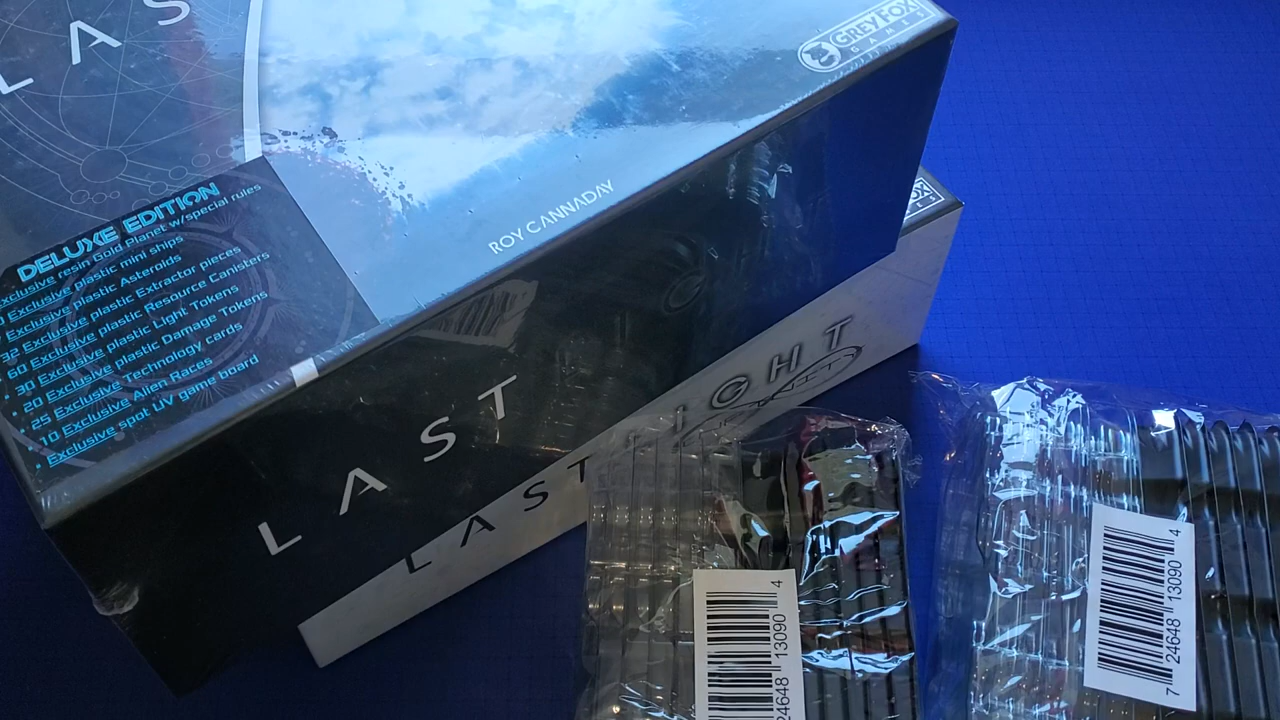 LAS
GREY FOX
GAMES
ROY CANNADAY
DELUXE EDITION
Exclusive resin Gold Planet w/special rules
Exclusive plastic mini ships
Exclusive plastic Asteroids
32 Exclusive plastic Extractor pieces
• 60 Exclusive plastic Resource Canisters
• 30 Exclusive plastic Light Tokens
• 20 Exclusive plastic Damage Tokens
• 25 Exclusive Technology cards
• 10 Exclusive Alien Races
• Exclusive spot UV game board
LAST
FOX
ES
LAST LIGHT
24648 13090 4
7 24648 13090 4